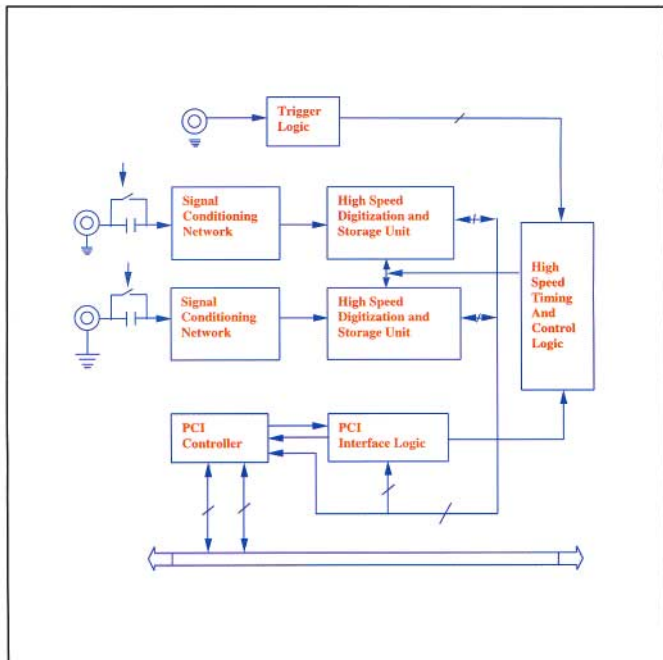 Trigger
Logic
Signal
Conditioning
Network
High Speed
Digitization and
Storage Unit
High
Speed
Timing
And
Control
Logic
Signal
Conditioning
Network
High Speed
Digitization and
Storage Unit
PCI
Controller
PCI
Interface Logic